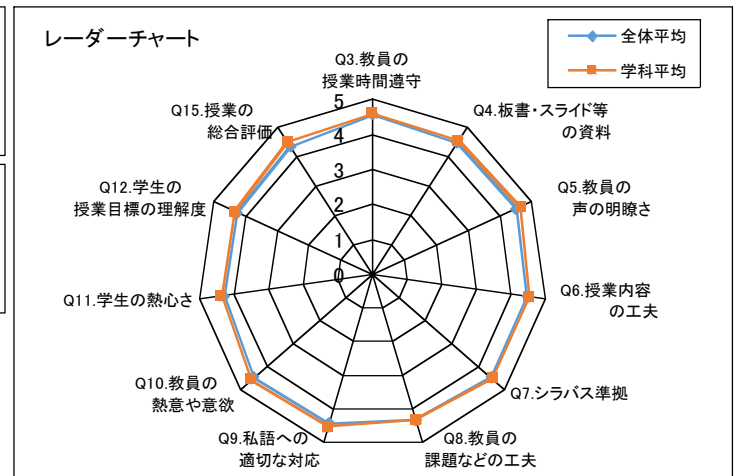 レーダーチャート
全体平均
学科平均
Q3.教員の
授業時間遵守
Q4.板書・スライド等
の資料
Q5.教員の
声の明瞭さ
Q6.授業内容
の工夫
Q7.シラバス準拠
Q8.教員の
課題などの工夫
Q9.私語への
適切な対応
Q10.教員の
熱意や意欲
Q11.学生の熱心さ
Q12.学生の
授業目標の理解度
Q15.授業の
総合評価
5
4
3
2
1
0